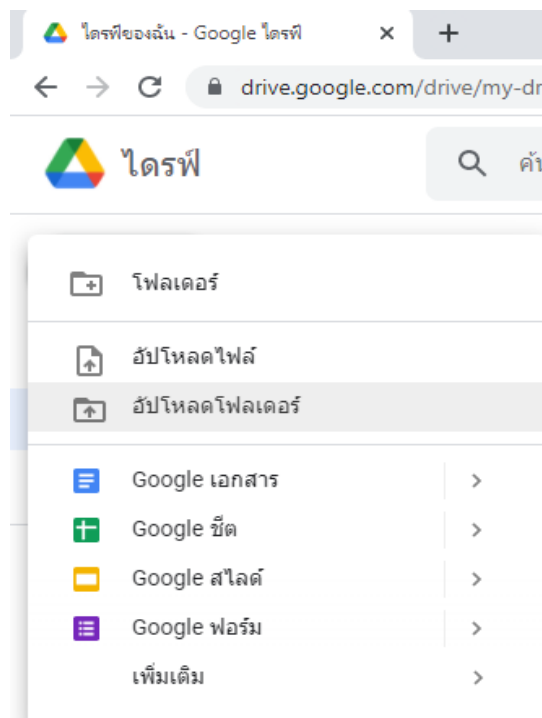 ไดรฟ์ของฉัน - Google ไดรฟ์
drive.google.com/drive/my-dr
ไดรฟ์
โฟลเดอร์
อัปโหลดไฟล์
อัปโหลดโฟลเดอร์
Google เอกสาร
Google ชีต
Google สไลด์
Google ฟอร์ม
เพิ่มเติม